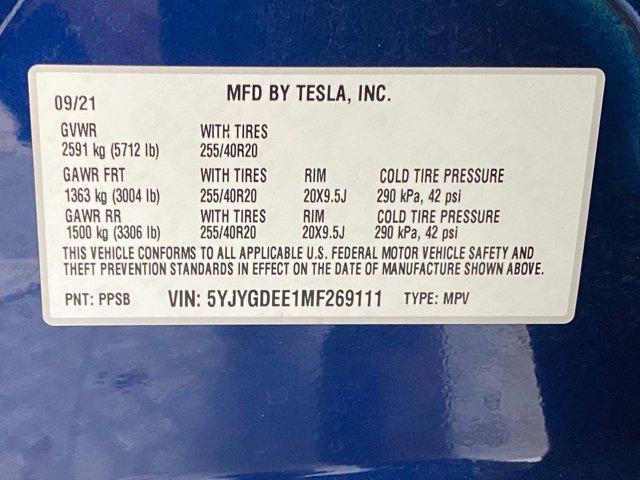 MFD BY TESLA, INC.
09/21
GVWR WITH TIRES
2591 kg (5712 lb) 255/40R20
GAWR FRT WITH TIRES RIM COLD TIRE PRESSURE
1363 kg (3004 lb) 255/40R20 20X9.5J 290 kPa, 42 psi
GAWR RR WITH TIRES RIM COLD TIRE PRESSURE
1500 kg (3306 lb) 255/40R20 20X9.5J 290 kPa, 42 psi
THIS VEHICLE CONFORMS TO ALL APPLICABLE U.S. FEDERAL MOTOR VEHICLE SAFETY AND
THEFT PREVENTION STANDARDS IN EFFECT ON THE DATE OF MANUFACTURE SHOWN ABOVE.
PNT: PPSB VIN: 5YJYGDEE1MF269111 TYPE: MPV